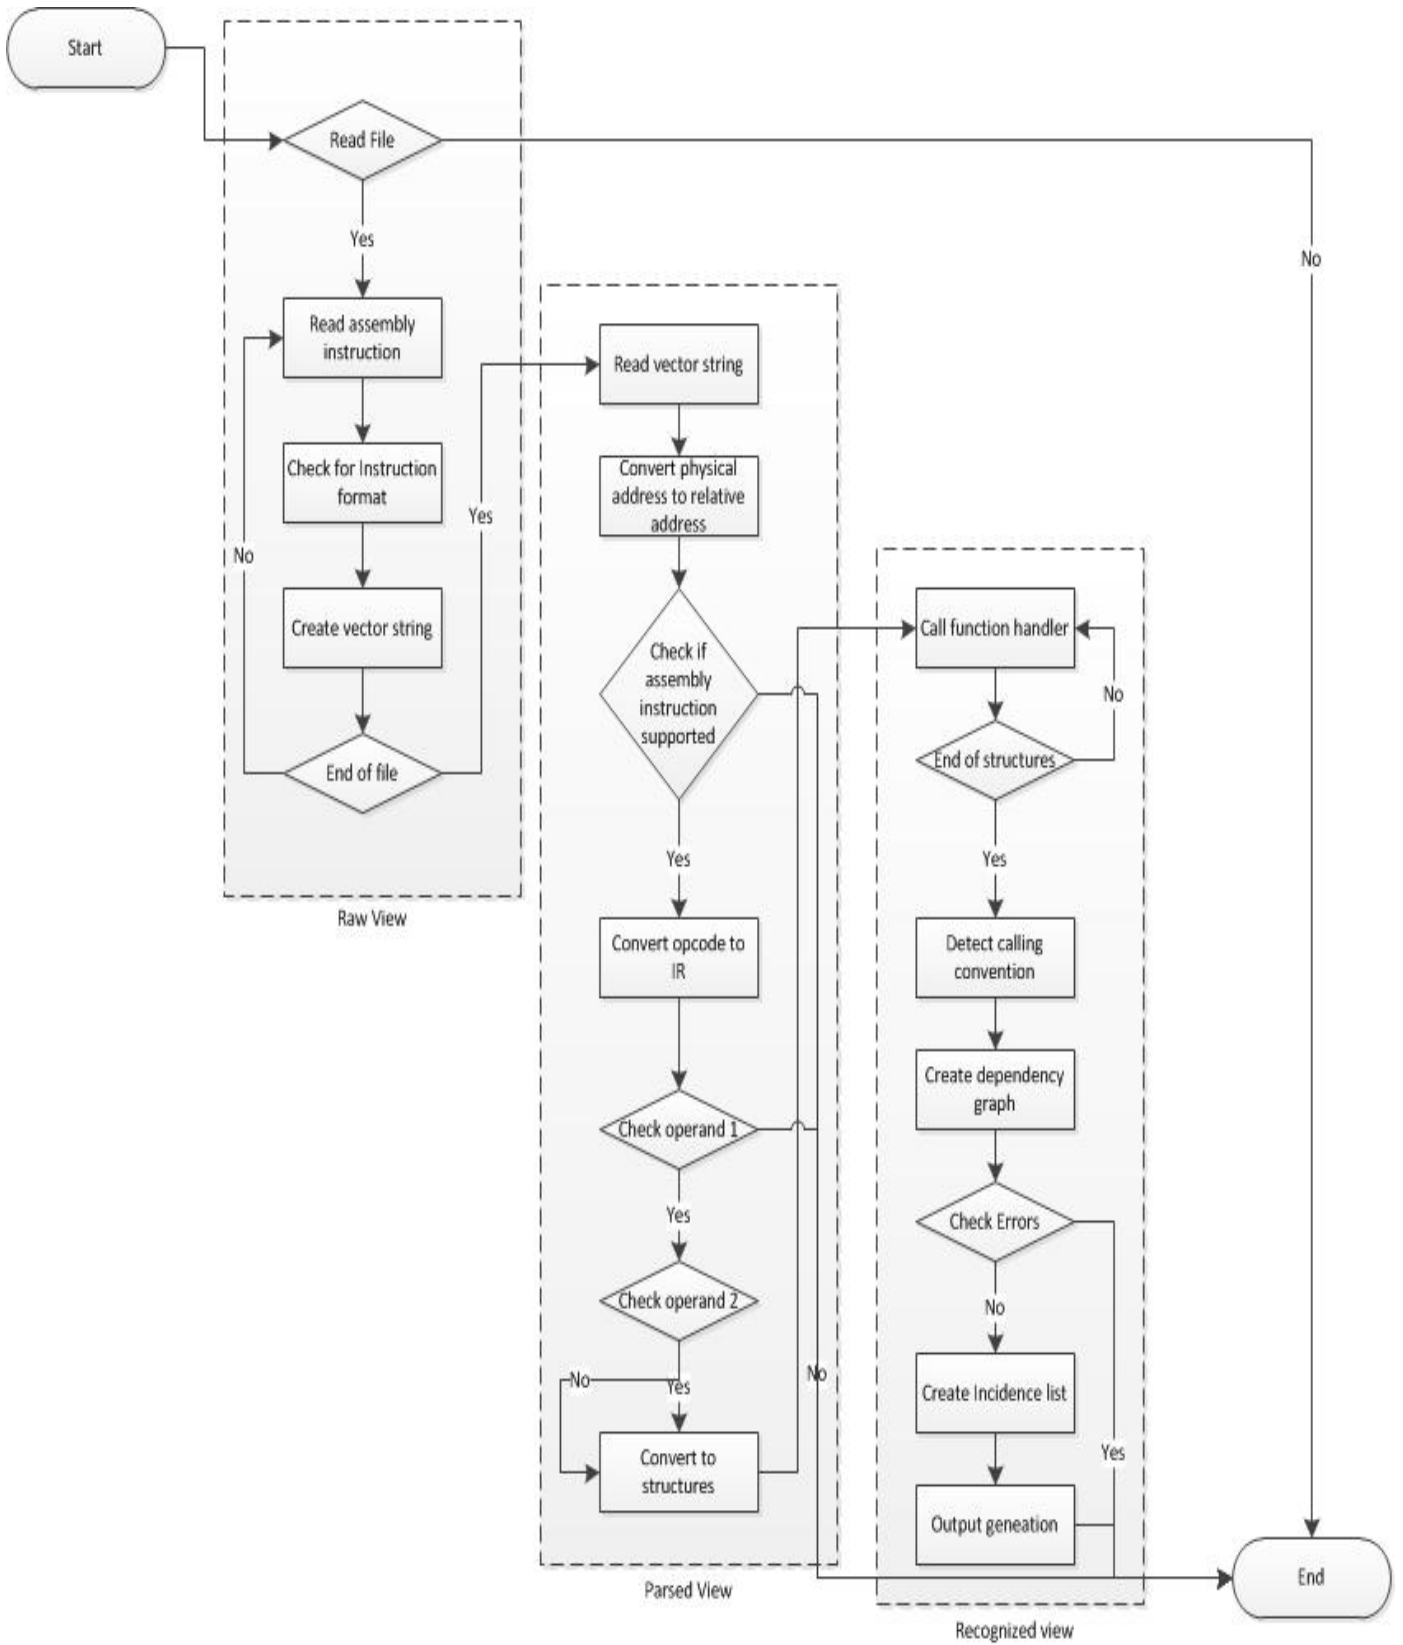 Start
Read File
Yes
No
Read assembly
instruction
Check for Instruction
format
No
Yes
Create vector string
End of file
Raw View
Read vector string
Convert physical
address to relative
address
Check if
assembly
instruction
supported
Yes
Convert opcode to
IR
Check operand 1
Yes
Check operand 2
No
Yes
No
Convert to
structures
Parsed View
Call function handler
No
End of structures
Yes
Detect calling
convention
Create dependency
graph
Check Errors
No
Create Incidence list
Yes
Output geneation
Recognized view
End